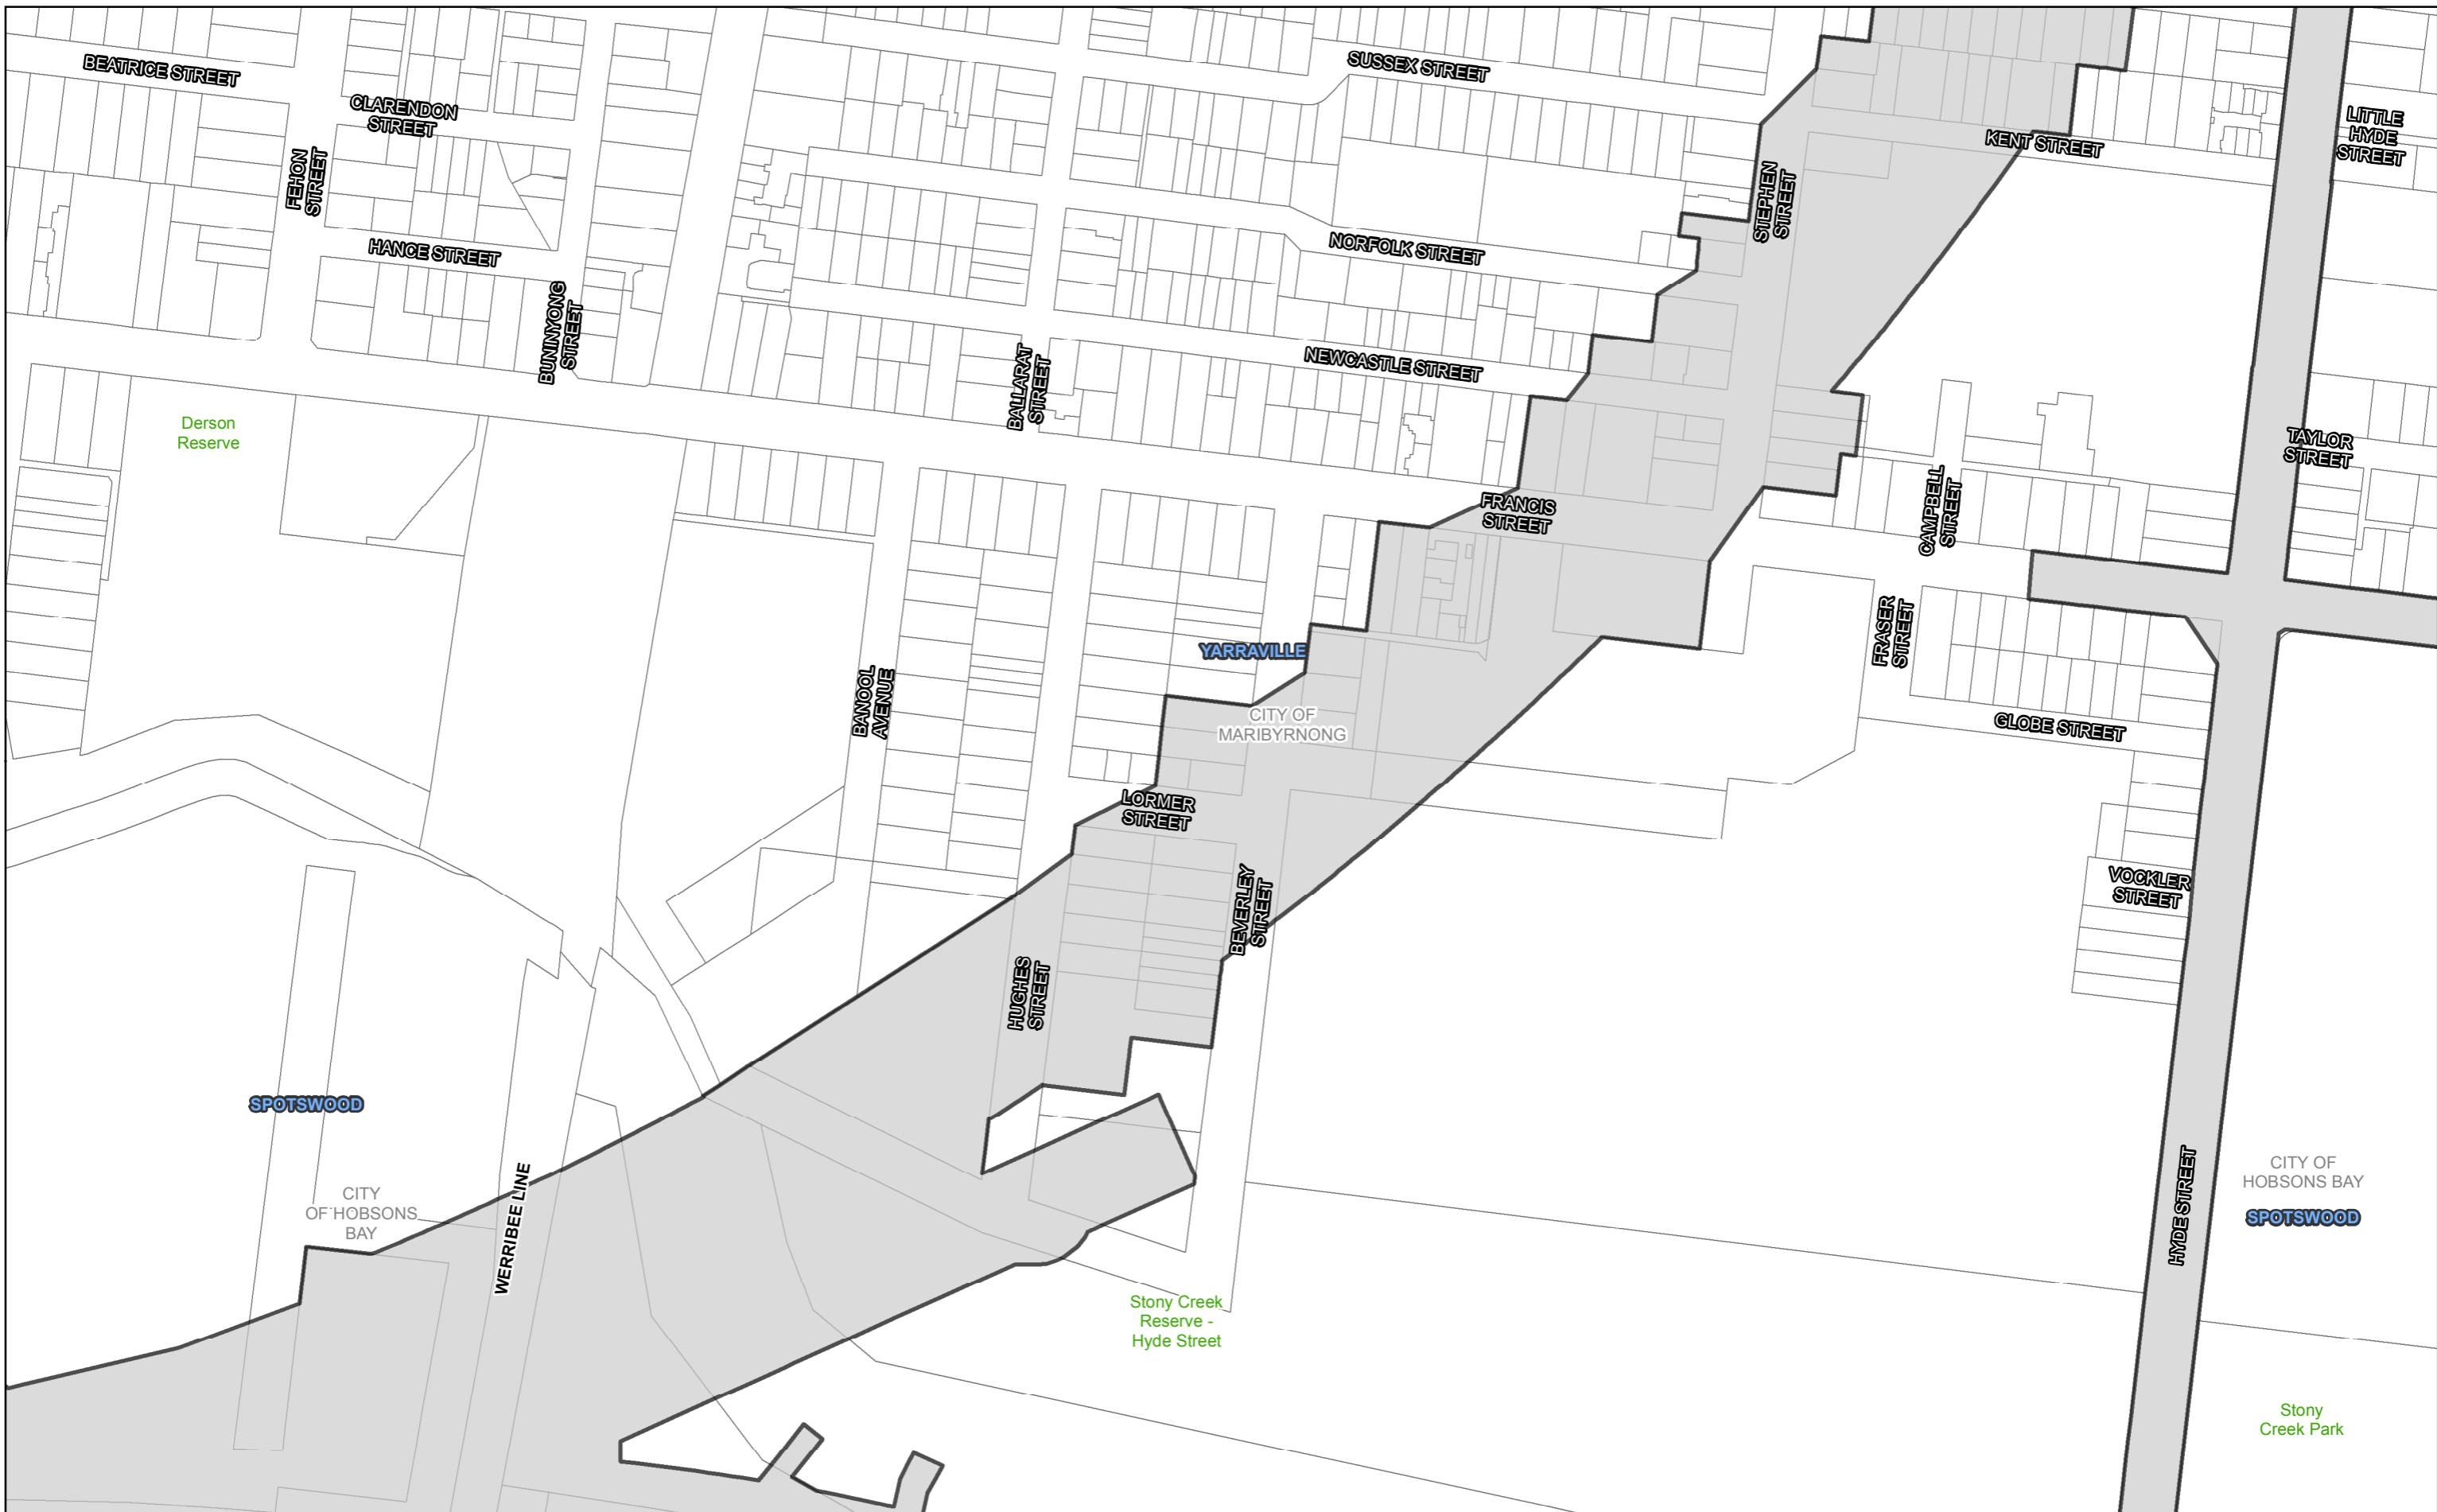 SUSSEX STREET
BEATRICE STREET
CLARENDON
STREET
LITTLE
HYDE
STREET
KENT STREET
FEHON
STREET
STEPHEN
STREET
HANCE STREET
NORFOLK STREET
BUNINYONG
STREET
NEWCASTLE STREET
BALLARAT
STREET
Derson
Reserve
TAYLOR
STREET
FRANCIS
STREET
CAMPBELL
STREET
FRASER
STREET
YARRAVILLE
BANOOL
AVENUE
CITY OF
MARIBYRNONG
GLOBE STREET
LORMER
STREET
VOCKLER
STREET
BEVERLEY
STREET
HUGHES
STREET
SPOTSWOOD
CITY
OF HOBSONS
BAY
WERRIBEE LINE
HYDE STREET
CITY OF
HOBSONS BAY
SPOTSWOOD
Stony Creek
Reserve -
Hyde Street
Stony
Creek Park